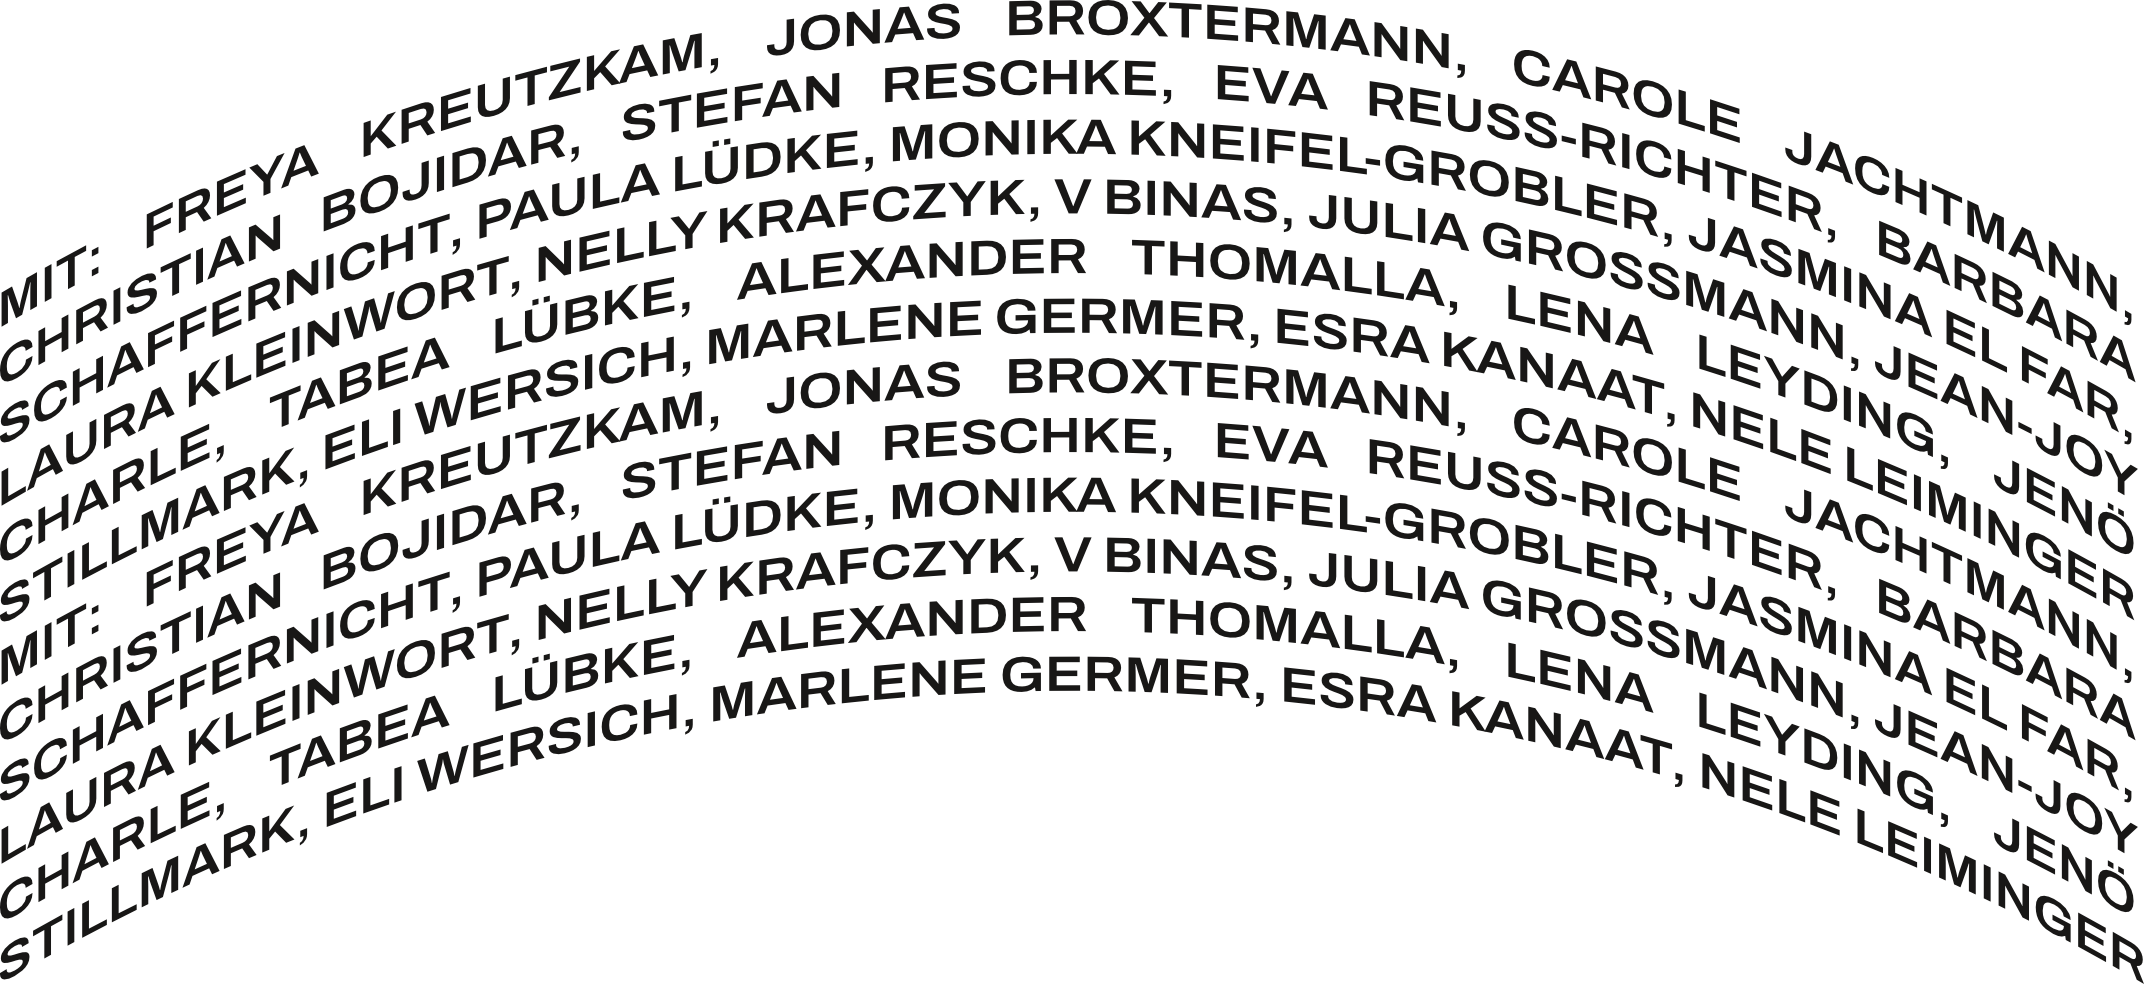 MIT: FREYA KREUTZKAM, JONAS BROXTERMANN, CAROLE JACHTMANN,
CHRISTIAN BOJIDAR, STEFAN RESCHKE, EVA REUSS-RICHTER, BARBARA
SCHAFFERNICHT, PAULA LÜDKE, MONIKA KNEIFEL-GROBLER, JASMINA EL FAR,
LAURA KLEINWORT, NELLY KRAFCZYK, V BINAS, JULIA GROSSMANN, JEAN-JOY
CHARLE, TABEA LÜBKE, ALEXANDER THOMALLA, LENA LEYDING, JENÖ
STILLMARK, ELI WERSICH, MARLENE GERMER, ESRA KANAAT, NELE LEIMINGER
MIT: FREYA KREUTZKAM, JONAS BROXTERMANN, CAROLE JACHTMANN,
CHRISTIAN BOJIDAR, STEFAN RESCHKE, EVA REUSS-RICHTER, BARBARA
SCHAFFERNICHT, PAULA LÜDKE, MONIKA KNEIFEL-GROBLER, JASMINA EL FAR,
LAURA KLEINWORT, NELLY KRAFCZYK, V BINAS, JULIA GROSSMANN, JEAN-JOY
CHARLE, TABEA LÜBKE, ALEXANDER THOMALLA, LENA LEYDING, JENÖ
STILLMARK, ELI WERSICH, MARLENE GERMER, ESRA KANAAT, NELE LEIMINGER